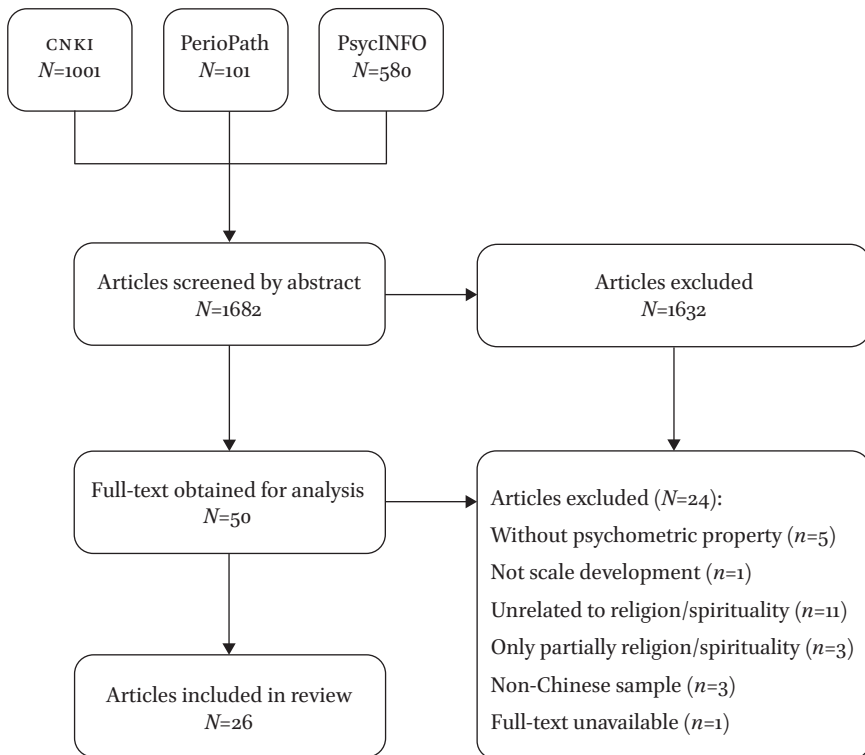 CNKI
N=1001
PerioPath
N=101
PsycINFO
N=580
Articles screened by abstract
N=1682
Articles excluded
N=1632
Full-text obtained for analysis
N=50
Articles excluded (N=24):
Without psychometric property (n=5)
Not scale development (n=1)
Unrelated to religion/spirituality (n=11)
Only partially religion/spirituality (n=3)
Non-Chinese sample (n=3)
Full-text unavailable (n=1)
Articles included in review
N=26